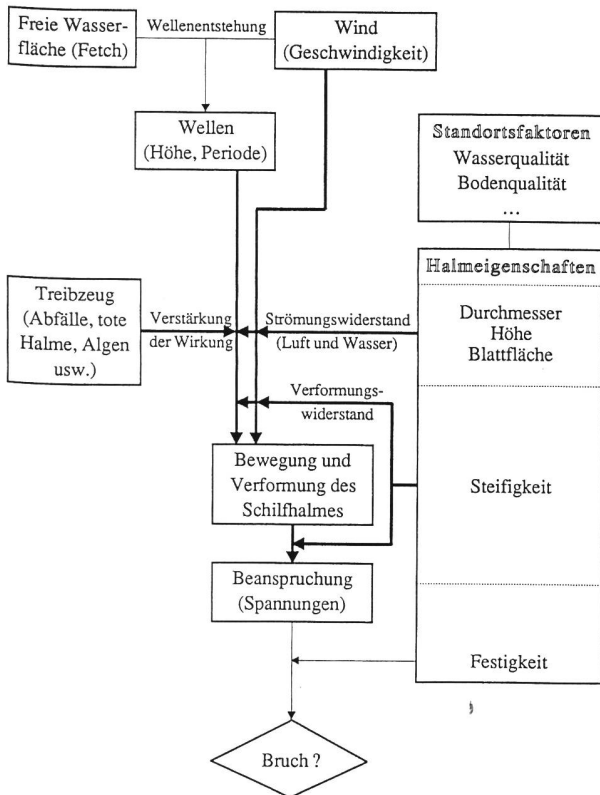 Freie Wasser-
fläche (Fetch)
Wellenentstehung
Wind
(Geschwindigkeit)
Wellen
(Höhe, Periode)
Standortsfaktoren
Wasserqualität
Bodenqualität
...
Halmeigenschaften
Treibzeug
(Abfälle, tote
Halme, Algen
usw.)
Verstärkung
der Wirkung
Strömungswiderstand
(Luft und Wasser)
Durchmesser
Höhe
Blattfläche
Verformungs-
widerstand
Bewegung und
Verformung des
Schilfhalmes
Steifigkeit
Beanspruchung
(Spannungen)
Festigkeit
Bruch ?